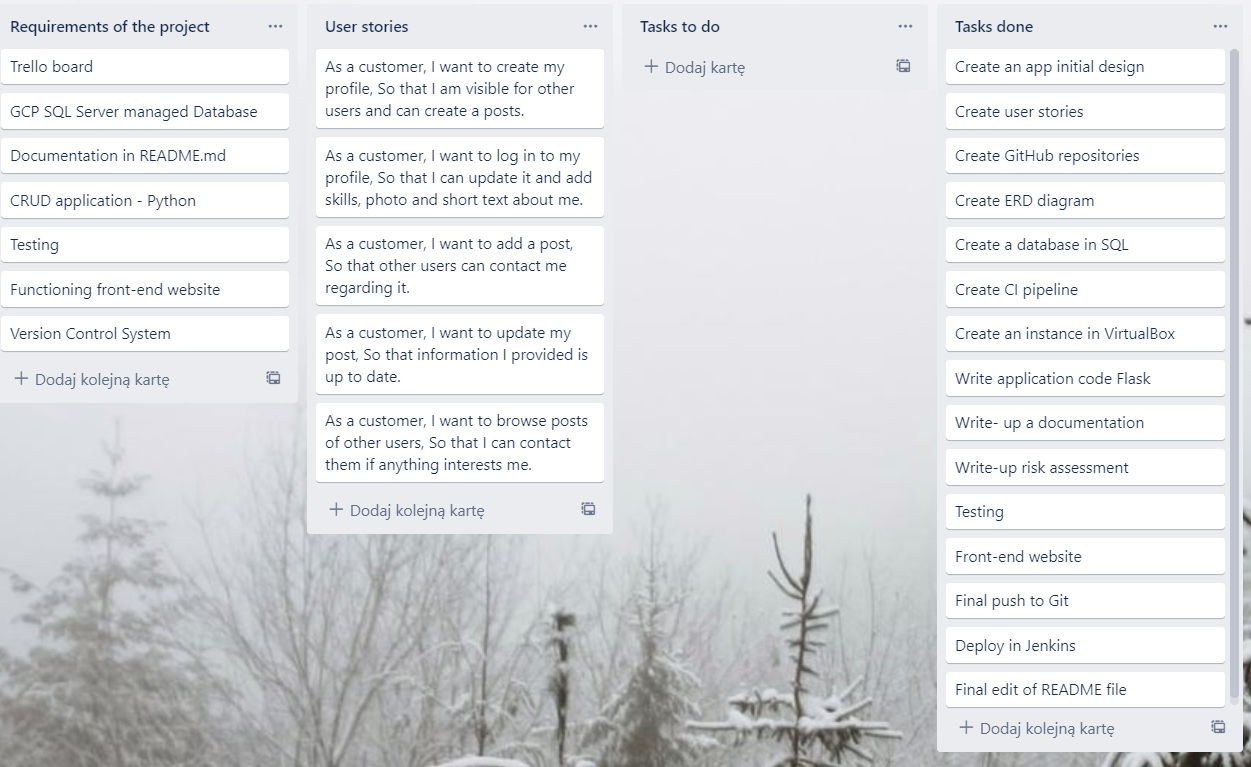 Requirements of the project
Trello board
GCP SQL Server managed Database
Documentation in README.md
CRUD application - Python
Testing
Functioning front-end website
Version Control System
Dodaj kolejną kartę
User stories
As a customer, I want to create my
profile, So that I am visible for other
users and can create a posts.
As a customer, I want to log in to my
profile, So that I can update it and add
skills, photo and short text about me.
As a customer, I want to add a post,
So that other users can contact me
regarding it.
As a customer, I want to update my
post, So that information I provided is
up to date.
As a customer, I want to browse posts
of other users, So that I can contact
them if anything interests me.
Dodaj kolejną kartę
Tasks to do
Dodaj kartę
Tasks done
Create an app initial design
Create user stories
Create GitHub repositories
Create ERD diagram
Create a database in SQL
Create CI pipeline
Create an instance in VirtualBox
Write application code Flask
Write- up a documentation
Write-up risk assessment
Testing
Front-end website
Final push to Git
Deploy in Jenkins
Final edit of README file
Dodaj kolejną kartę